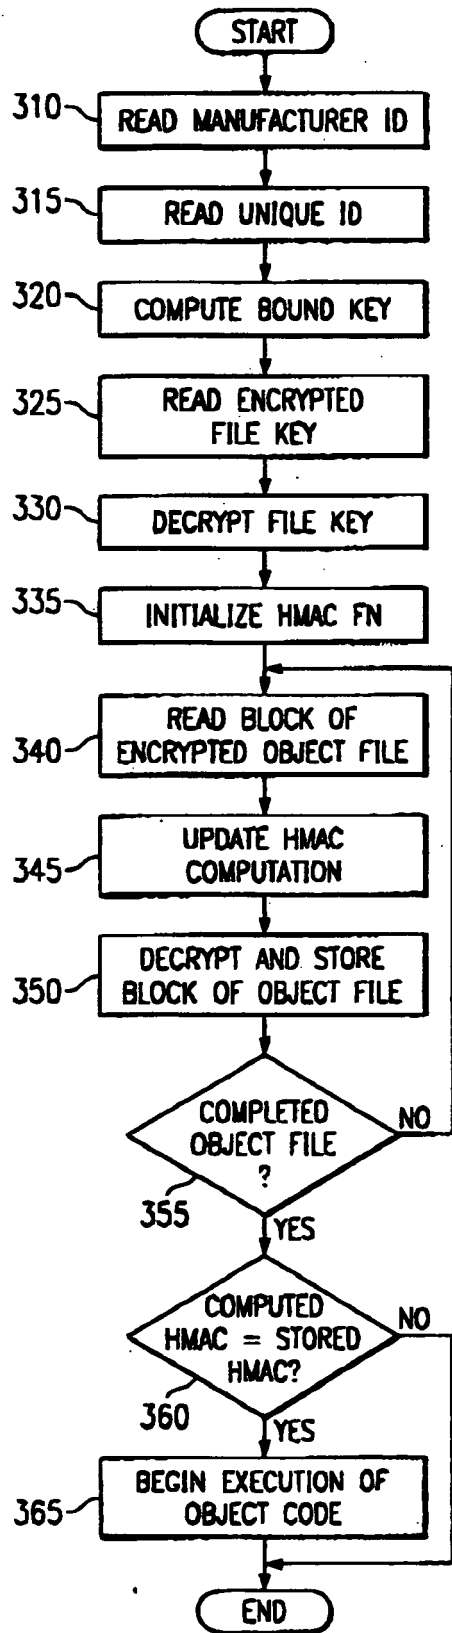 START
310
READ MANUFACTURER ID
315
READ UNIQUE ID
320
COMPUTE BOUND KEY
325
READ ENCRYPTED
FILE KEY
330
DECRYPT FILE KEY
335
INITIALIZE HMAC FN
340
READ BLOCK OF
ENCRYPTED OBJECT FILE
345
UPDATE HMAC
COMPUTATION
350
DECRYPT AND STORE
BLOCK OF OBJECT FILE
COMPLETED
OBJECT FILE
?
NO
355
YES
COMPUTED
HMAC = STORED
HMAC?
NO
360
YES
365
BEGIN EXECUTION OF
OBJECT CODE
END